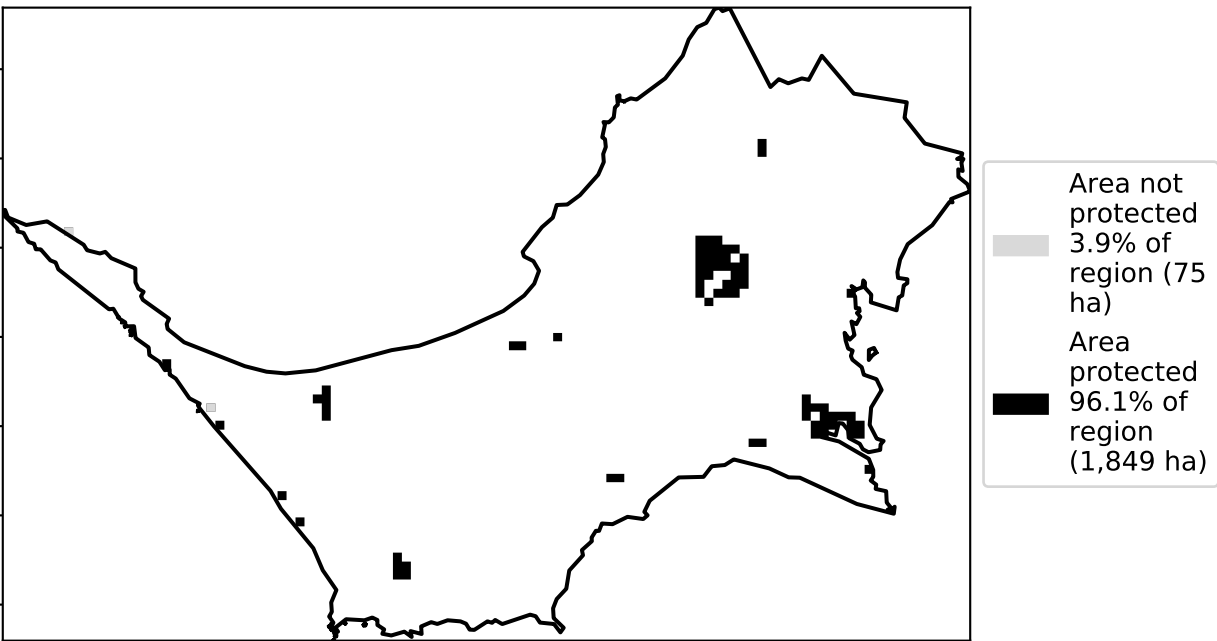 Area not
protected
3.9% of
region (75
ha)
Area
protected
96.1% of
region
(1,849 ha)